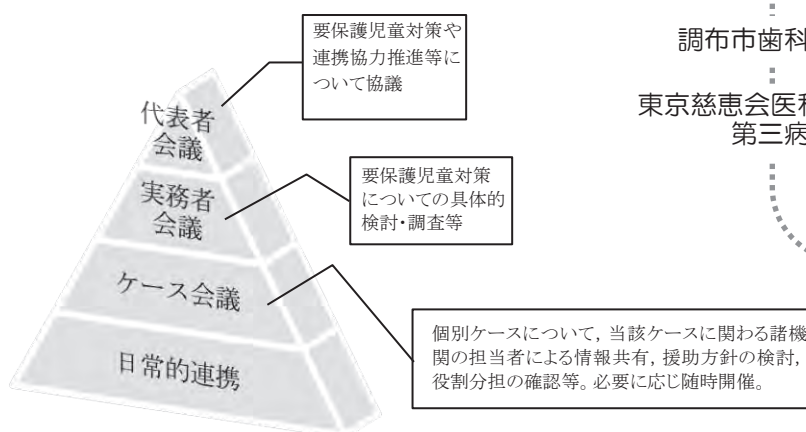 要保護児童対策や
連携協力推進等に
ついて協議
調布市歯科
東京慈恵会医科
第三病
代表者
会議
要保護児童対策
についての具体的
検討・調査等
実務者
会議
ケース会議
個別ケースについて，当該ケースに関わる諸機
関の担当者による情報共有，援助方針の検討，
役割分担の確認等。必要に応じ随時開催。
日常的連携